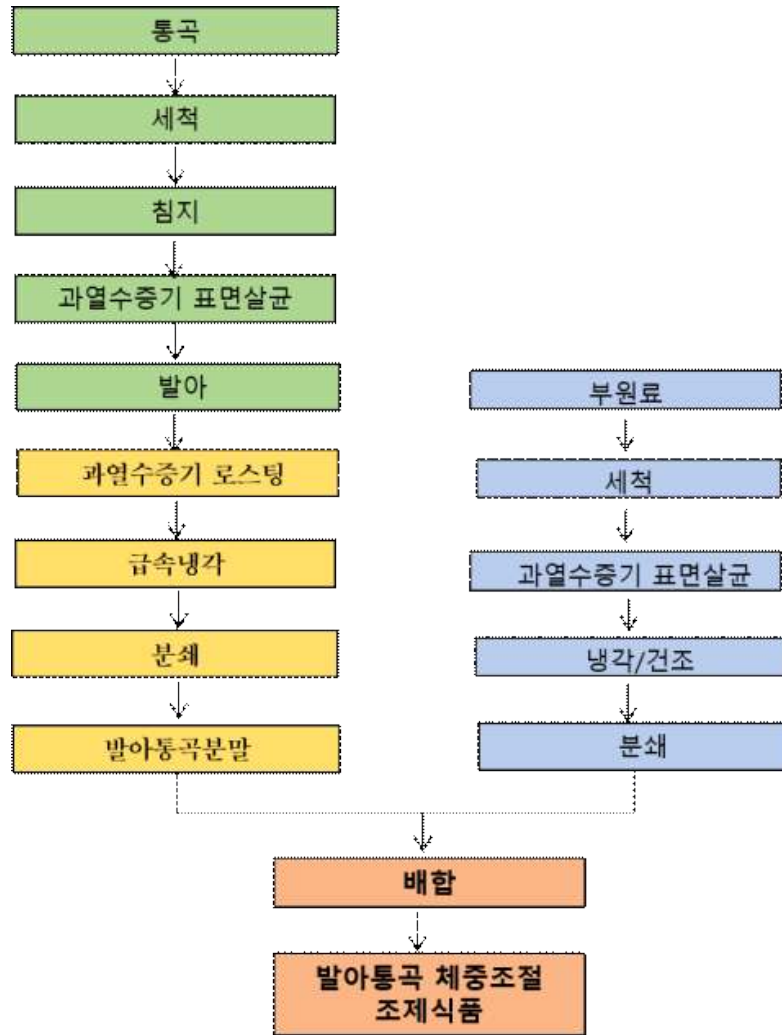 통곡
세척
침지
과열수증기 표면살균
발아
과열수증기 로스팅
급속냉각
분쇄
발아통곡분말
부원료
세척
과열수증기 표면살균
냉각/건조
분쇄
배합
발아통곡 체중조절
조제식품